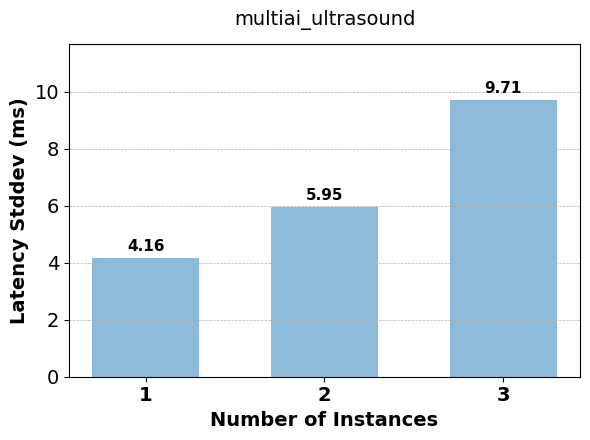 multiai_ultrasound
Latency Stddev (ms)
10
8
6
4
2
0
4.16
5.95
9.71
1 2 3
Number of Instances